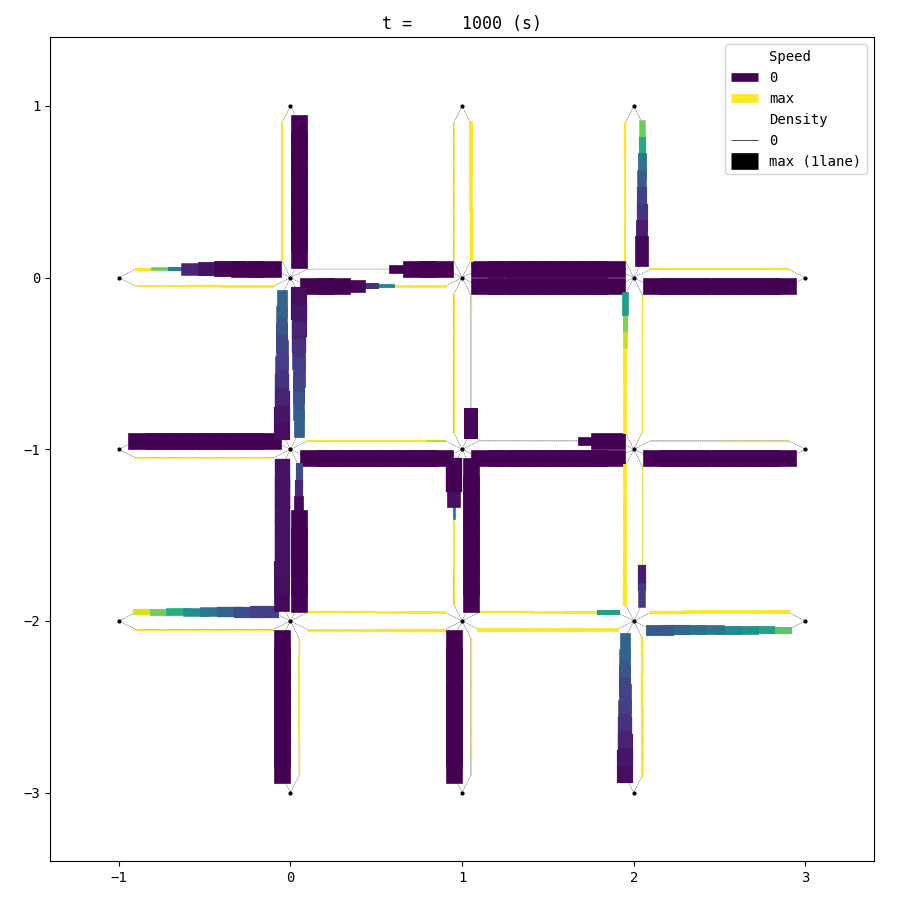 t =     1000 (s)
Speed
0
max
Density
0
max (1lane)
1
0
−1
−2
−3
−1 0 1 2 3